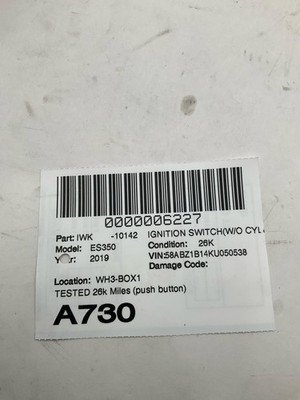 0000006227
Part: IWK -10142 IGNITION SWITCH(W/O CYL
Model: ES350 Condition: 26K
Year: 2019 VIN:58ABZ1B14KU050538
Damage Code:
Location: WH3-BOX1
TESTED 26k Miles (push button)
A730